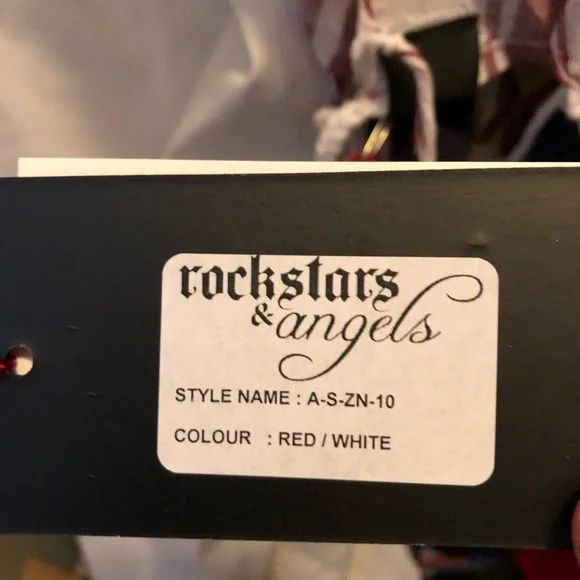 rockstars
& angels
STYLE NAME : A-S-ZN-10
COLOUR : RED / WHITE